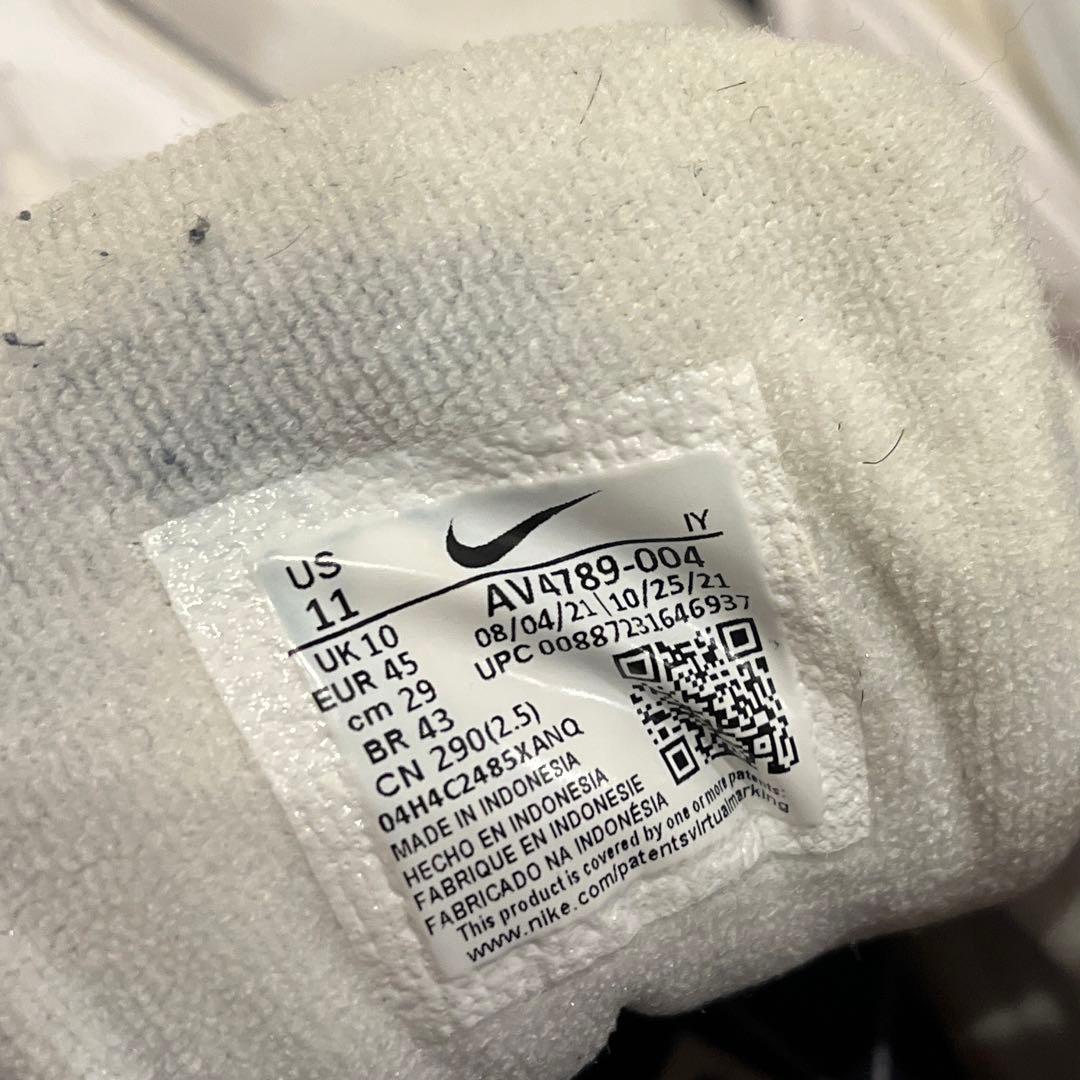 US
11
IY
AV4789-004
08/04/21\10/25/21
UPC 00887231646937
UK 10
EUR 45
cm 29
BR 43
CN 290(2.5)
04H4C2485XANQ
MADE IN INDONESIA
HECHO EN INDONESIA
FABRIQUE EN INDONESIE
FABRICADO NA INDONÉSIA
This product is covered by one or more patents:
www.nike.com/patentsvirtualmarking